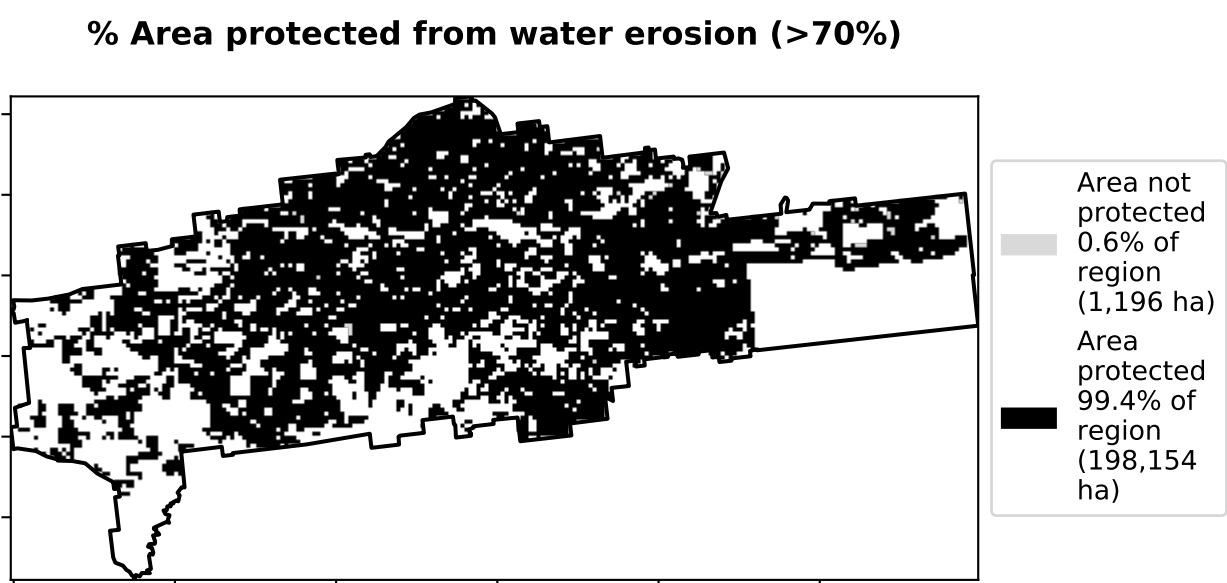 % Area protected from water erosion (>70%)
Area not
protected
0.6% of
region
(1,196 ha)
Area
protected
99.4% of
region
(198,154
ha)